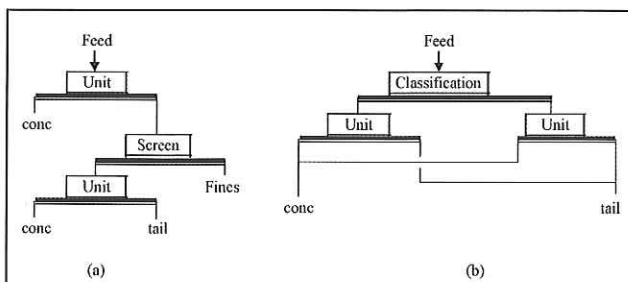 Feed
Unit
conc
Screen
Unit
Fines
conc
tail
(a)
Feed
Classification
Unit
Unit
conc
tail
(b)